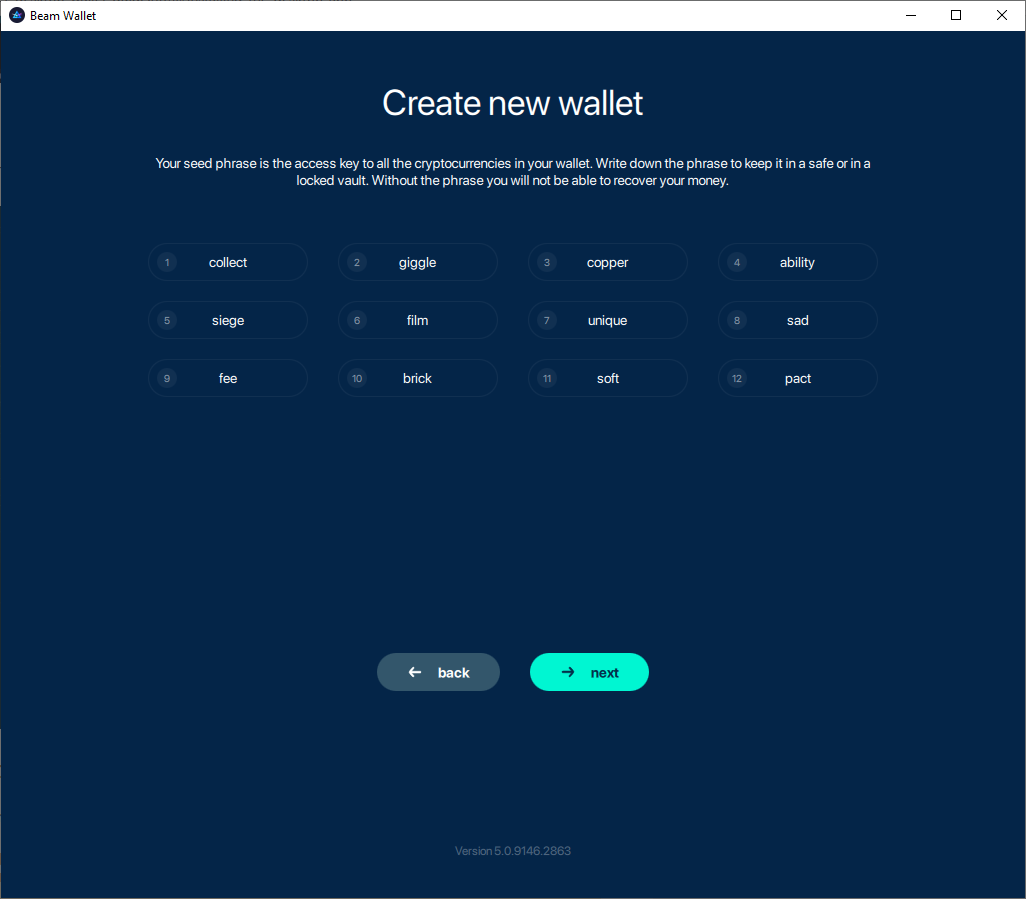 Beam Wallet
Create new wallet
Your seed phrase is the access key to all the cryptocurrencies in your wallet. Write down the phrase to keep it in a safe or in a
locked vault. Without the phrase you will not be able to recover your money.
1 collect 2 giggle 3 copper 4 ability
5 siege 6 film 7 unique 8 sad
9 fee 10 brick 11 soft 12 pact
back next
Version 5.0.9146.2863